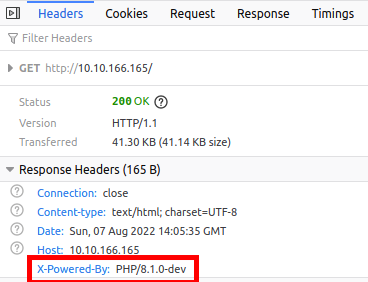 Headers Cookies Request Response Timings
Filter Headers
GET http://10.10.166.165/
Status 200 OK ?
Version HTTP/1.1
Transferred 41.30 KB (41.14 KB size)
Response Headers (165 B)
? Connection: close
? Content-type: text/html; charset=UTF-8
? Date: Sun, 07 Aug 2022 14:05:35 GMT
? Host: 10.10.166.165
X-Powered-By: PHP/8.1.0-dev